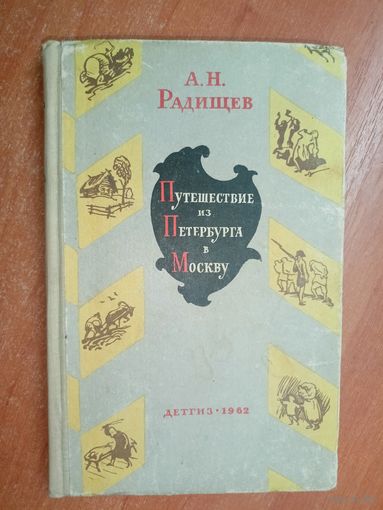 А. Н.
РАДИЩЕВ
ПУТЕШЕСТВИЕ
ИЗ
ПЕТЕРБУРГА
В
МОСКВУ
ДЕТГИЗ · 1962